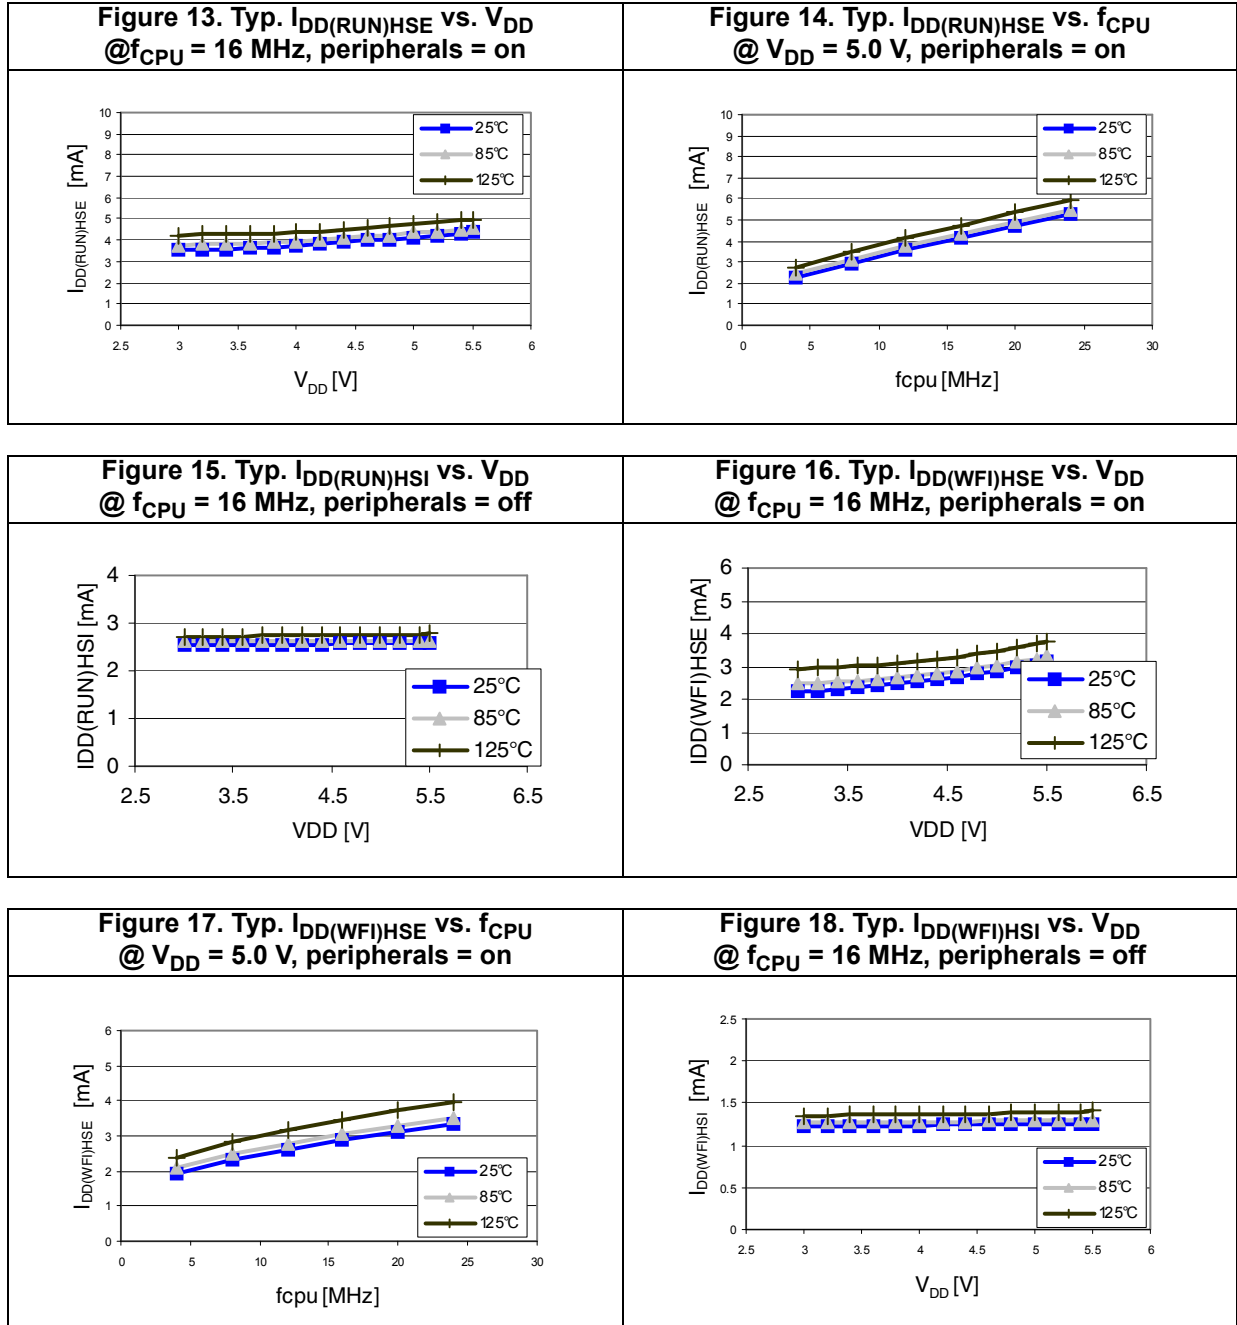 Figure 13. Typ. IDD(RUN)HSE vs. VDD
@fCPU = 16 MHz, peripherals = on
10
9
8
7
6
5
4
3
2
1
0
IDD(RUN)HSE [mA]
25°C
85°C
125°C
2.5 3 3.5 4 4.5 5 5.5 6
VDD [V]
Figure 14. Typ. IDD(RUN)HSE vs. fCPU
@ VDD = 5.0 V, peripherals = on
10
9
8
7
6
5
4
3
2
1
0
IDD(RUN)HSE [mA]
25°C
85°C
125°C
0 5 10 15 20 25 30
fcpu [MHz]
Figure 15. Typ. IDD(RUN)HSI vs. VDD
@ fCPU = 16 MHz, peripherals = off
4
3
2
1
0
IDD(RUN)HSI [mA]
25°C
85°C
125°C
2.5 3.5 4.5 5.5 6.5
VDD [V]
Figure 16. Typ. IDD(WFI)HSE vs. VDD
@ fCPU = 16 MHz, peripherals = on
6
5
4
3
2
1
0
IDD(WFI)HSE [mA]
25°C
85°C
125°C
2.5 3.5 4.5 5.5 6.5
VDD [V]
Figure 17. Typ. IDD(WFI)HSE vs. fCPU
@ VDD = 5.0 V, peripherals = on
6
5
4
3
2
1
0
IDD(WFI)HSE [mA]
25°C
85°C
125°C
0 5 10 15 20 25 30
fcpu [MHz]
Figure 18. Typ. IDD(WFI)HSI vs. VDD
@ fCPU = 16 MHz, peripherals = off
2.5
2
1.5
1
0.5
0
IDD(WFI)HSI [mA]
25°C
85°C
125°C
2.5 3 3.5 4 4.5 5 5.5 6
VDD [V]